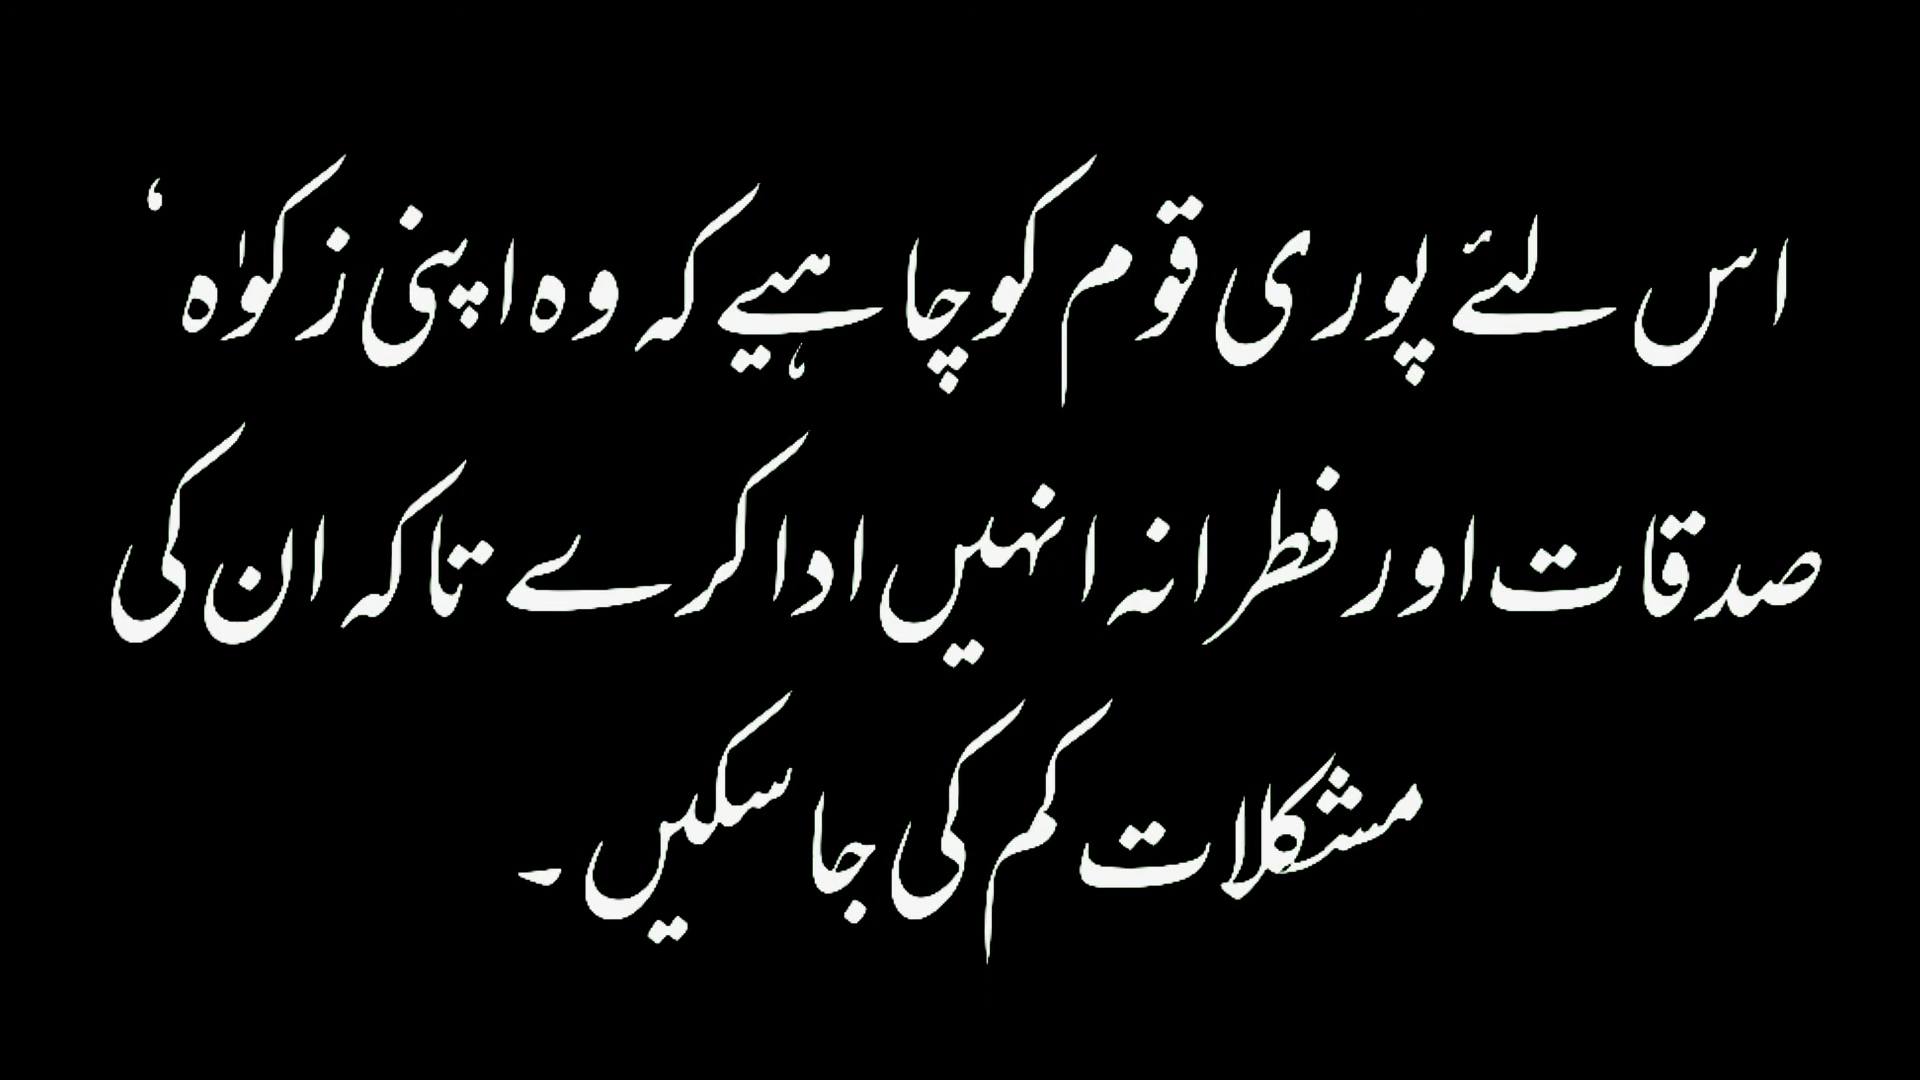 اس لئے پوری قوم کو چاہیے کہ وہ اپنی زکوٰہ ‘
صدقات اور فطرانہ انہیں ادا کرے تاکہ ان کی
مشکلات کم کی جا سکیں ۔